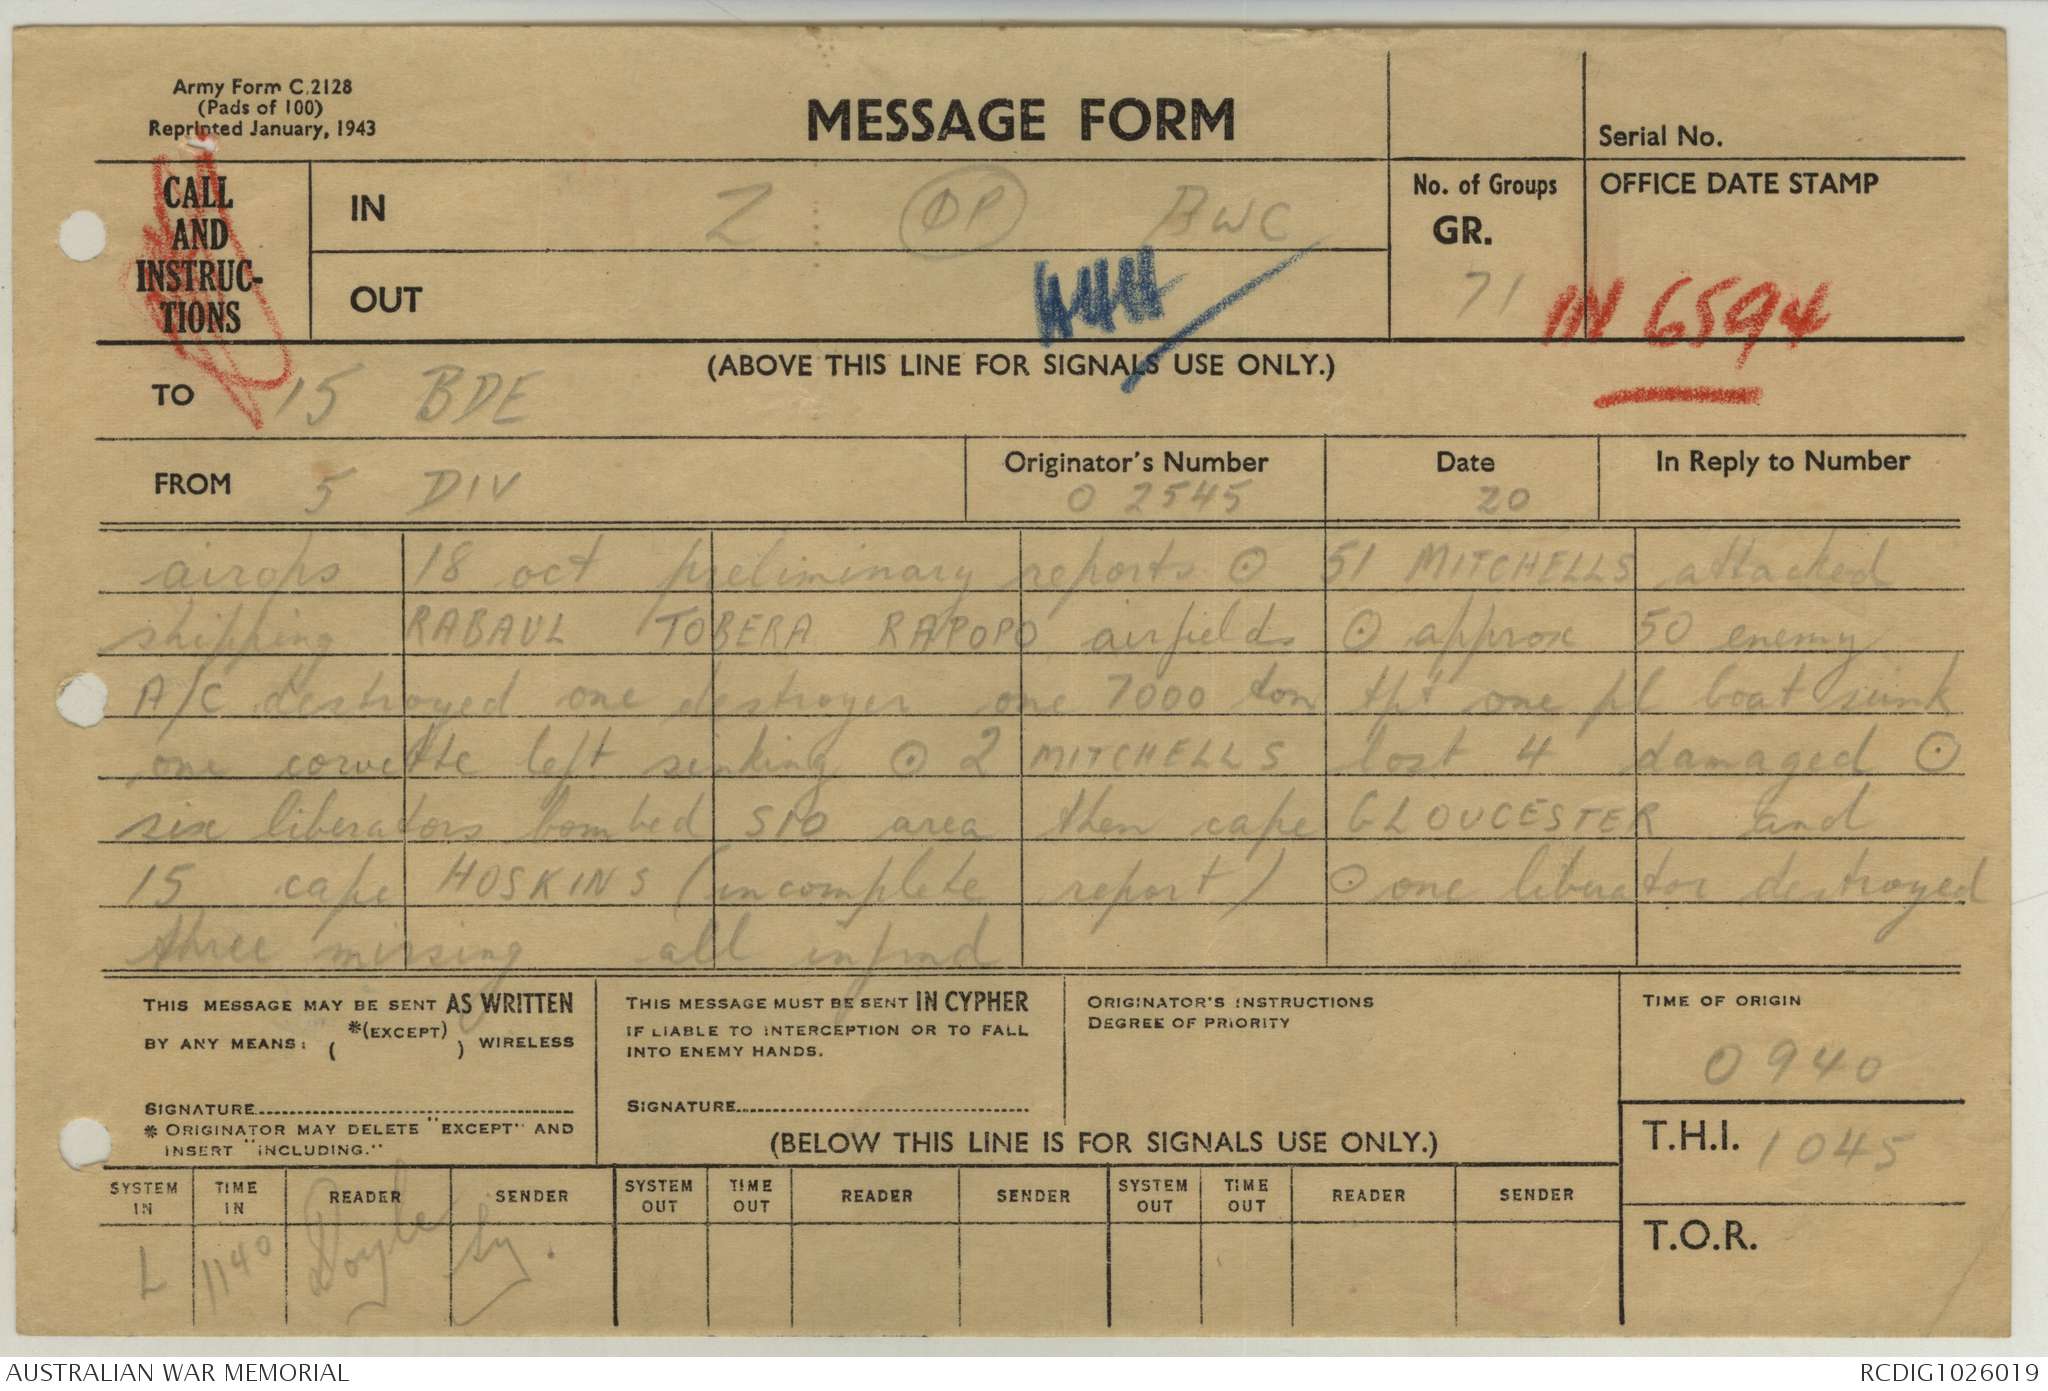 Army Form C.2128
(Pads of 100)
Reprinted January, 1943
MESSAGE FORM
Serial No.
CALL AND INSTRUC-TIONS
IN Z OP BWC
OUT
No. of Groups
GR.
71
OFFICE DATE STAMP
IN 6594
(ABOVE THIS LINE FOR SIGNALS USE ONLY.)
TO 15 BDE
FROM 5 DIV
Originator's Number
O 2545
Date
20
In Reply to Number
airops 18 oct preliminary reports ⊙ 51 MITCHELLS attacked
shipping RABAUL TOBERA RAPOPO airfields ⊙ approx 50 enemy
A/C destroyed one destroyer one 7000 ton tpt one pl boat sunk
one corvette left sinking ⊙ 2 MITCHELLS lost 4 damaged ⊙
six liberators bombed SIO area then cape GLOUCESTER and
15 cape HOSKINS (incomplete report) ⊙ one liberator destroyed
three missing all infmd
THIS MESSAGE MAY BE SENT AS WRITTEN
BY ANY MEANS: *(EXCEPT) ( ) WIRELESS
SIGNATURE
* ORIGINATOR MAY DELETE "EXCEPT" AND
INSERT "INCLUDING."
THIS MESSAGE MUST BE SENT IN CYPHER
IF LIABLE TO INTERCEPTION OR TO FALL
INTO ENEMY HANDS.
SIGNATURE
ORIGINATOR'S INSTRUCTIONS
DEGREE OF PRIORITY
TIME OF ORIGIN
0940
(BELOW THIS LINE IS FOR SIGNALS USE ONLY.)
T.H.I. 1045
T.O.R.
SYSTEM IN TIME IN READER SENDER SYSTEM OUT TIME OUT READER SENDER SYSTEM OUT TIME OUT READER SENDER
L 1140 Doyle
AUSTRALIAN WAR MEMORIAL
RCDIG1026019